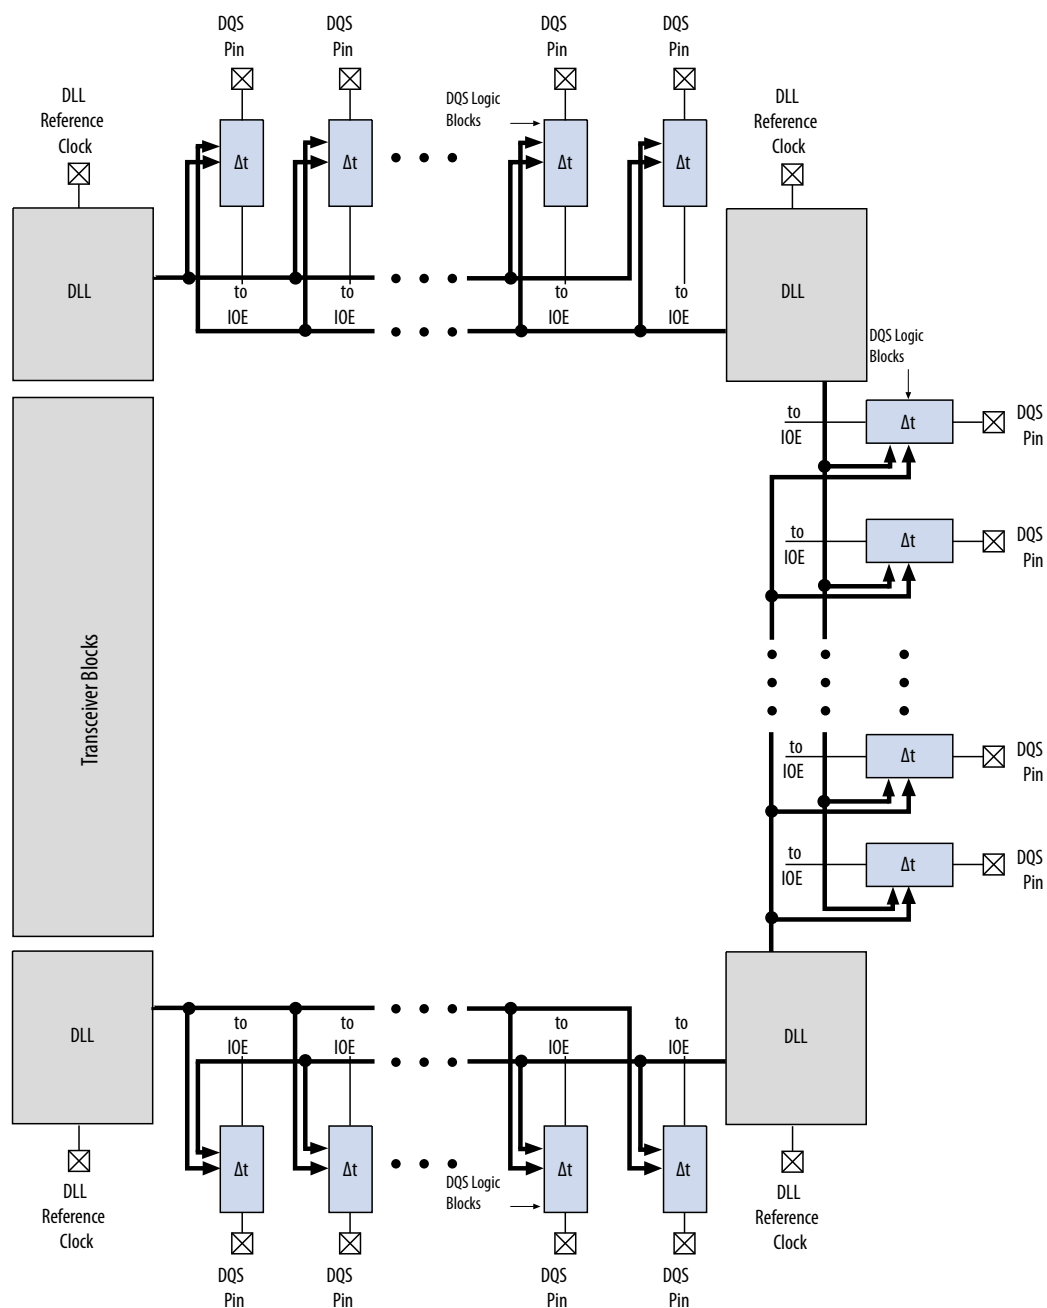 DQS
Pin
DQS
Pin
DQS
Pin
DQS
Pin
DLL
Reference
Clock
DQS Logic
Blocks
DLL
Reference
Clock
Δt
Δt
Δt
Δt
DLL
DLL
to
IOE
to
IOE
to
IOE
to
IOE
DQS Logic
Blocks
to
IOE
Δt
DQS
Pin
to
IOE
Δt
DQS
Pin
Transceiver Blocks
to
IOE
Δt
DQS
Pin
to
IOE
Δt
DQS
Pin
DLL
DLL
to
IOE
to
IOE
to
IOE
to
IOE
Δt
Δt
Δt
Δt
DQS Logic
Blocks
DLL
Reference
Clock
DLL
Reference
Clock
DQS
Pin
DQS
Pin
DQS
Pin
DQS
Pin